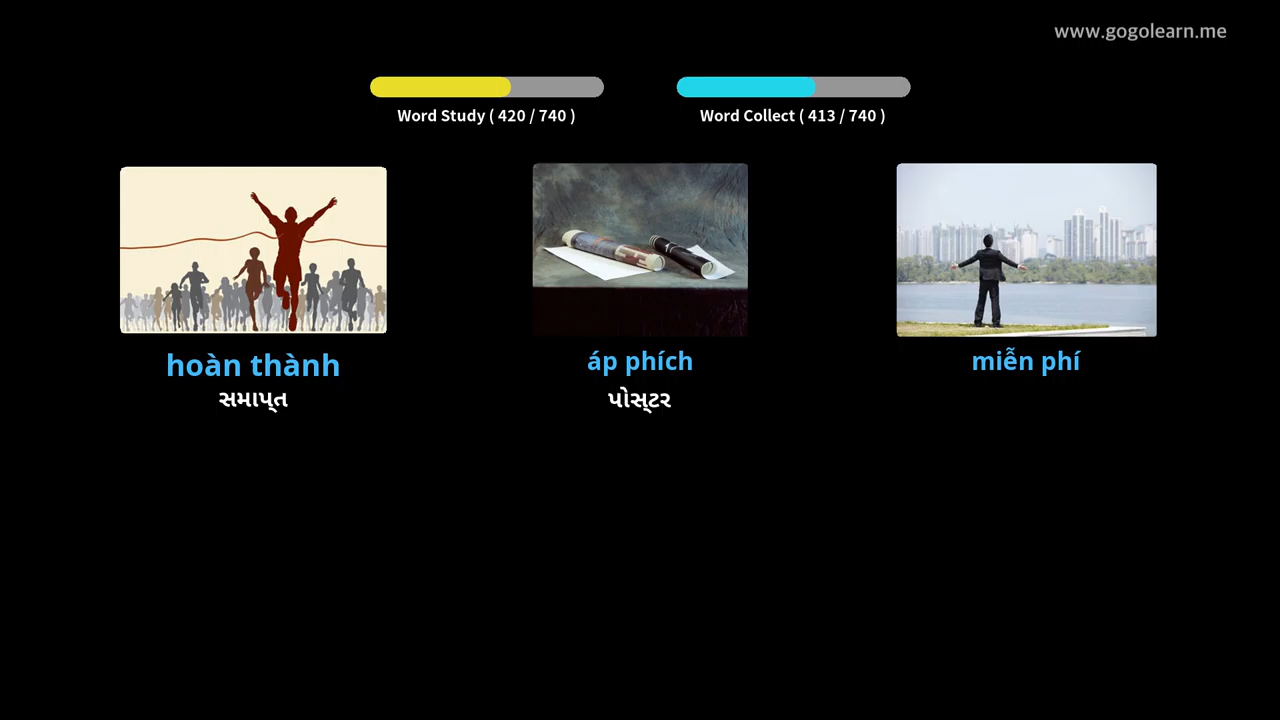 www.gogolearn.me
Word Study ( 420 / 740 )
Word Collect ( 413 / 740 )
hoàn thành
સમાપ્ત
áp phích
પોસ્ટર
miễn phí